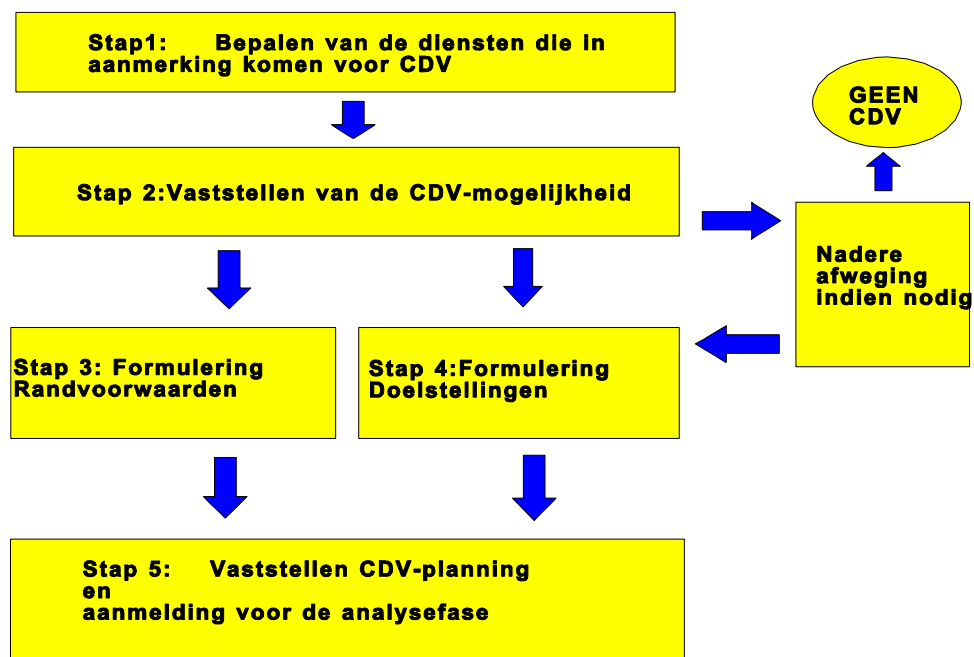 Stap1: Bepalen van de diensten die in
aanmerking komen voor CDV
GEEN
CDV
Stap 2:Vaststellen van de CDV-mogelijkheid
Nadere
afweging
indien nodig
Stap 3: Formulering
Randvoorwaarden
Stap 4:Formulering
Doelstellingen
Stap 5: Vaststellen CDV-planning
en
aanmelding voor de analysefase